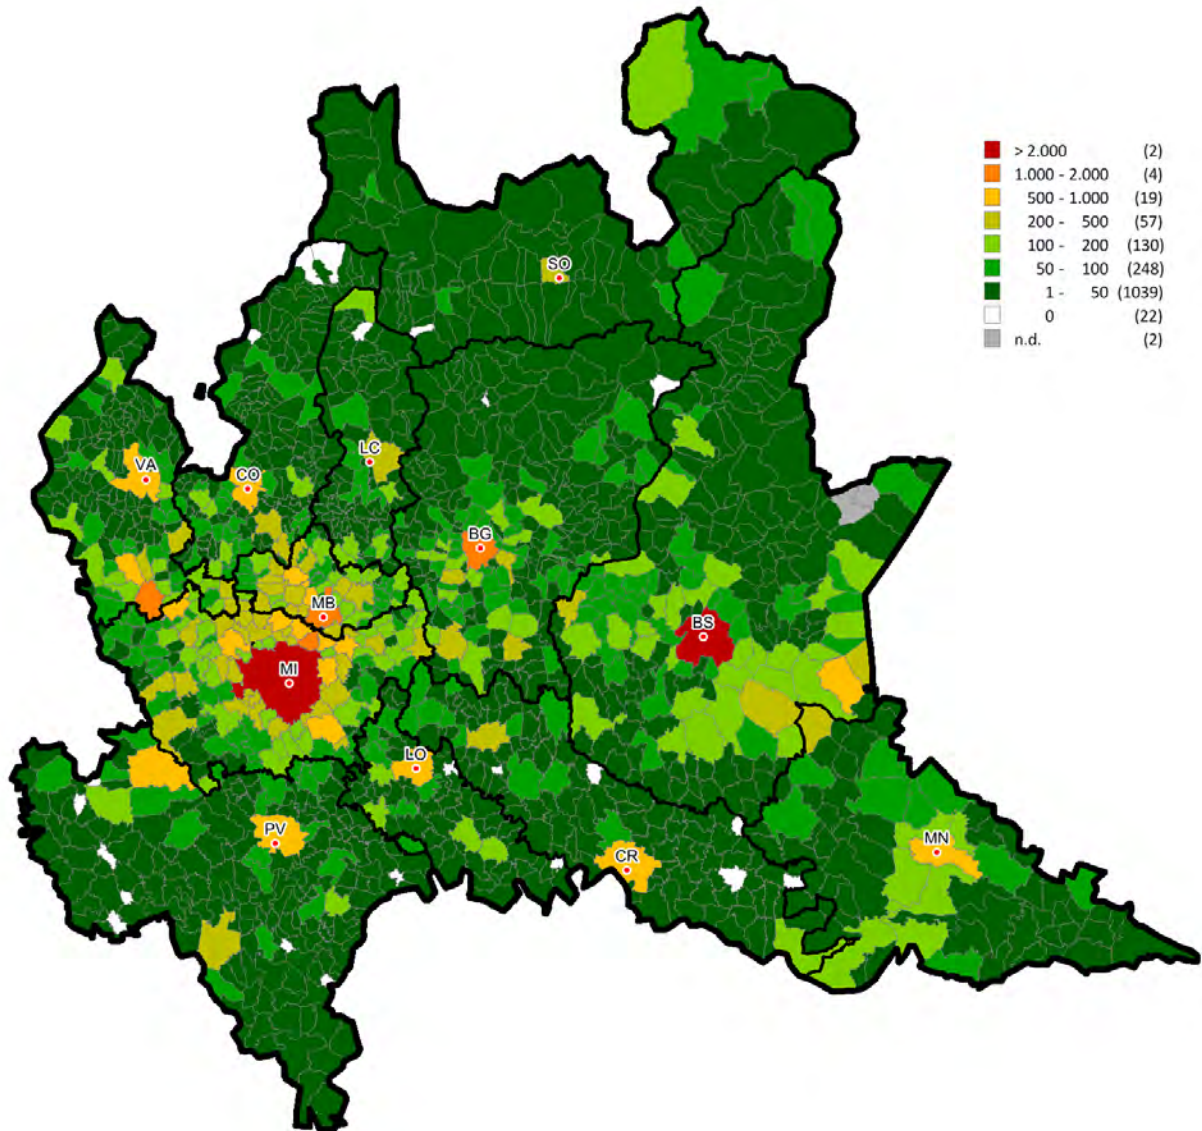 > 2.000 (2)
1.000 - 2.000 (4)
500 - 1.000 (19)
200 - 500 (57)
100 - 200 (130)
50 - 100 (248)
1 - 50 (1039)
0 (22)
n.d. (2)
SO
LC
VA
CO
BG
MB
BS
MI
LO
PV
CR
MN